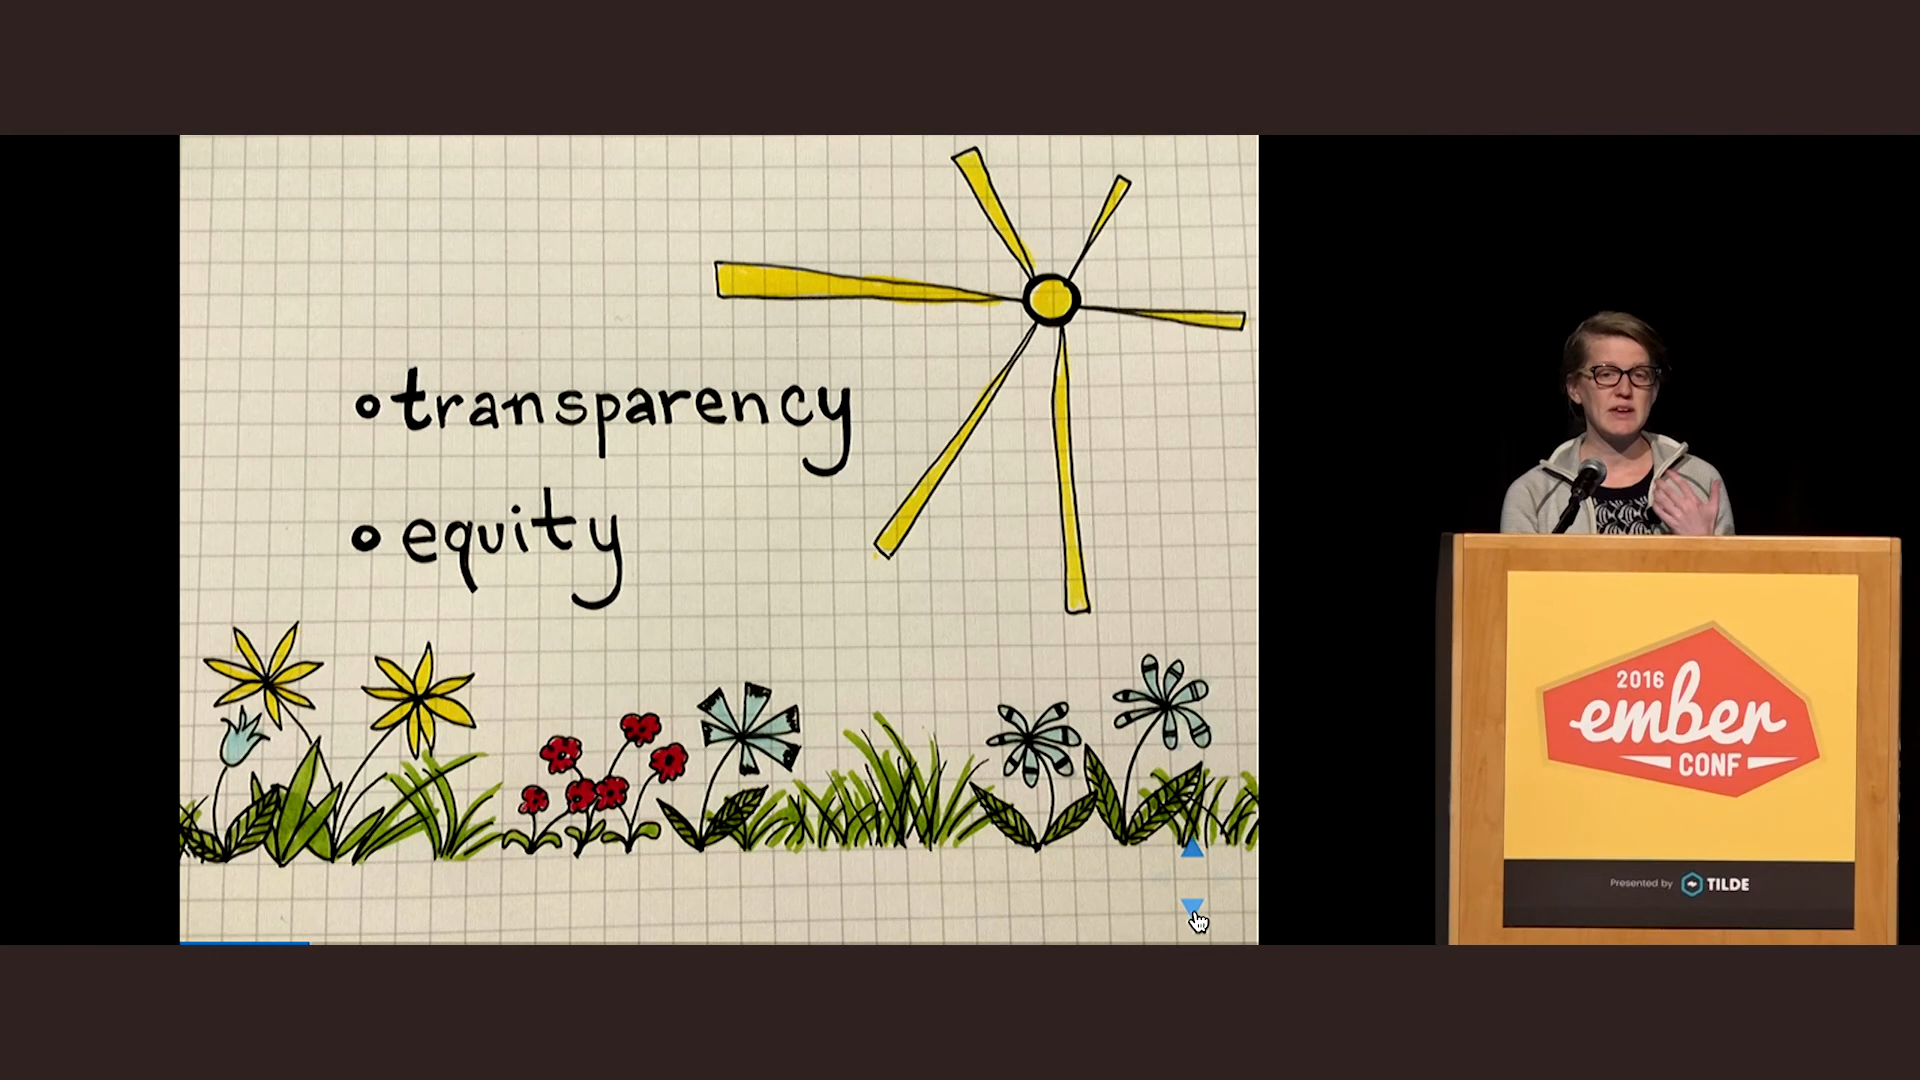 transparency
equity
2016
ember
CONF
Presented by TILDE